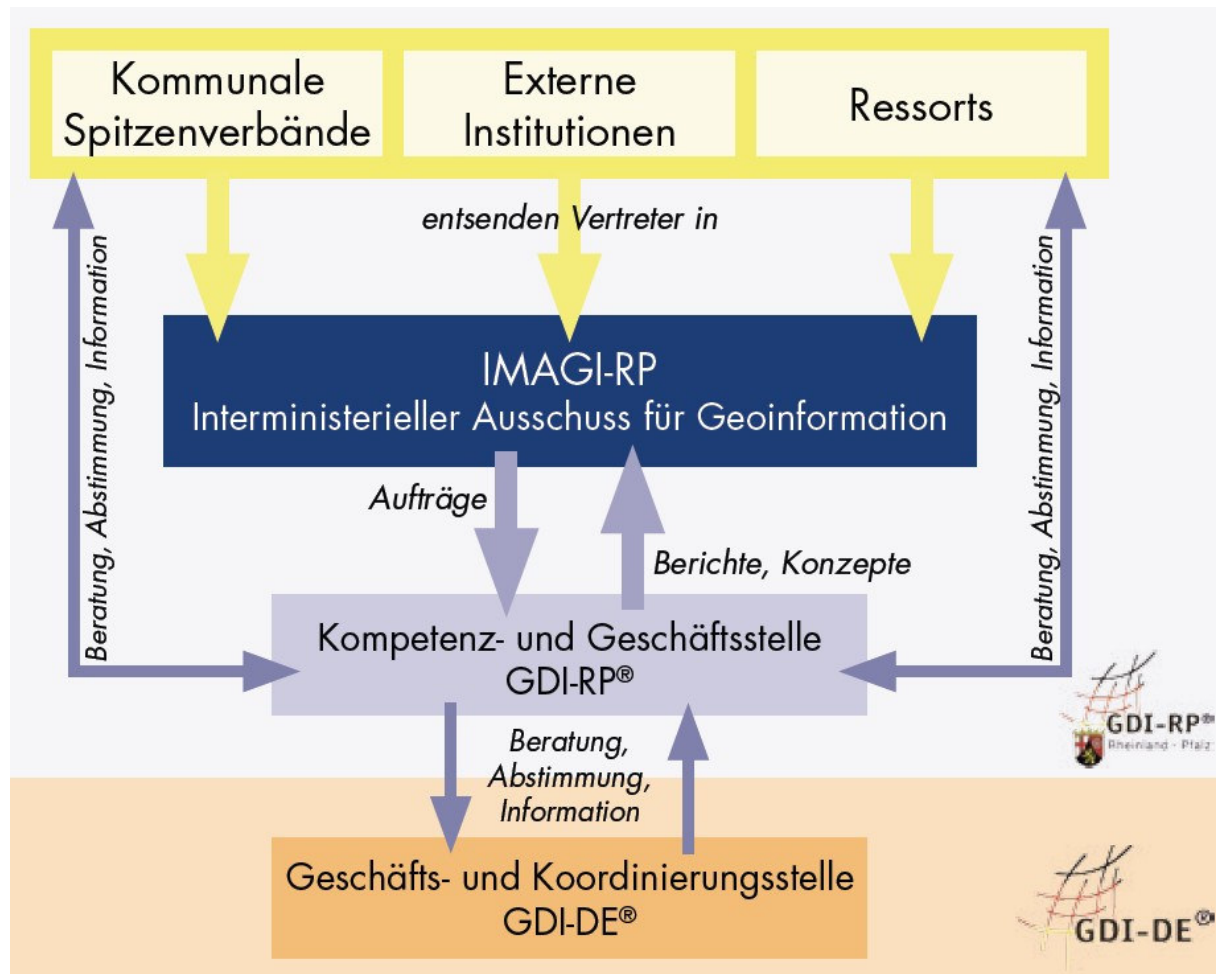 Kommunale
Spitzenverbände
Externe
Institutionen
Ressorts
entsenden Vertreter in
Beratung, Abstimmung, Information
Beratung, Abstimmung, Information
IMAGI-RP
Interministerieller Ausschuss für Geoinformation
Aufträge
Berichte, Konzepte
Kompetenz- und Geschäftsstelle
GDI-RP®
GDI-RP®
Rheinland - Pfalz
Beratung,
Abstimmung,
Information
Geschäfts- und Koordinierungsstelle
GDI-DE®
GDI-DE®